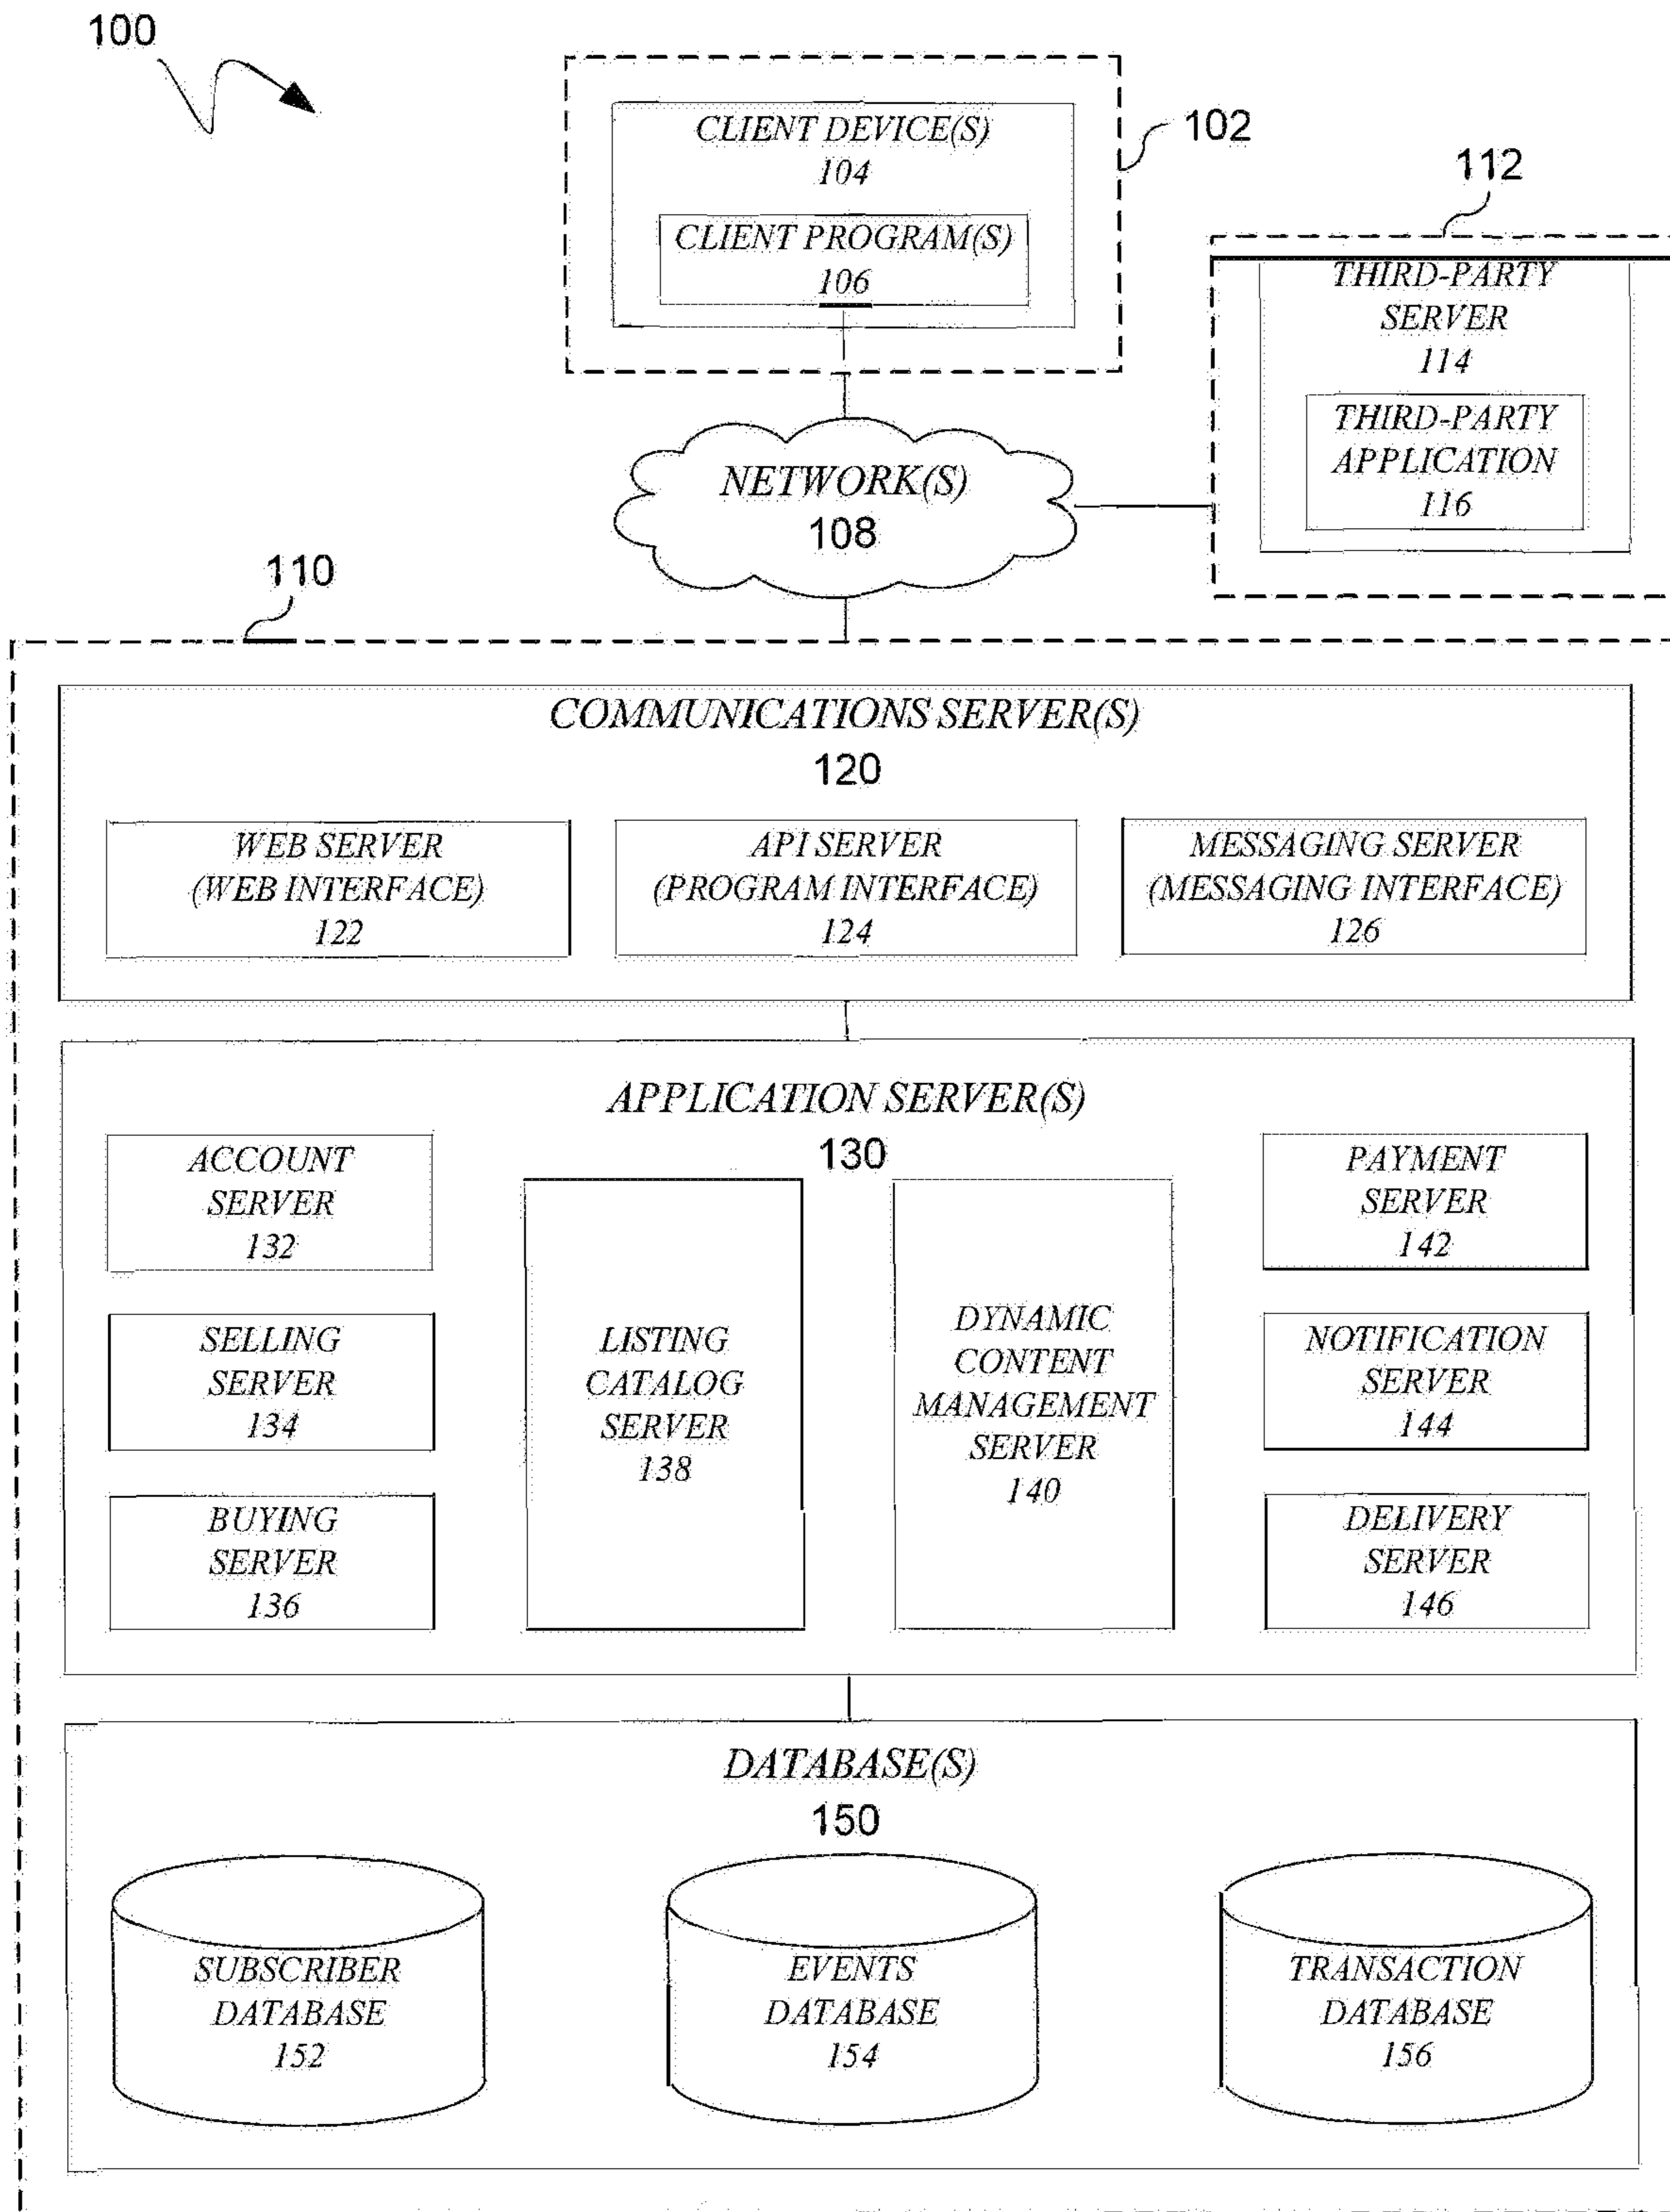 100
CLIENT DEVICE(S)
104
CLIENT PROGRAM(S)
106
102
112
THIRD-PARTY
SERVER
114
THIRD-PARTY
APPLICATION
116
NETWORK(S)
108
110
COMMUNICATIONS SERVER(S)
120
WEB SERVER
(WEB INTERFACE)
122
API SERVER
(PROGRAM INTERFACE)
124
MESSAGING SERVER
(MESSAGING INTERFACE)
126
APPLICATION SERVER(S)
130
ACCOUNT
SERVER
132
SELLING
SERVER
134
BUYING
SERVER
136
LISTING
CATALOG
SERVER
138
DYNAMIC
CONTENT
MANAGEMENT
SERVER
140
PAYMENT
SERVER
142
NOTIFICATION
SERVER
144
DELIVERY
SERVER
146
DATABASE(S)
150
SUBSCRIBER
DATABASE
152
EVENTS
DATABASE
154
TRANSACTION
DATABASE
156